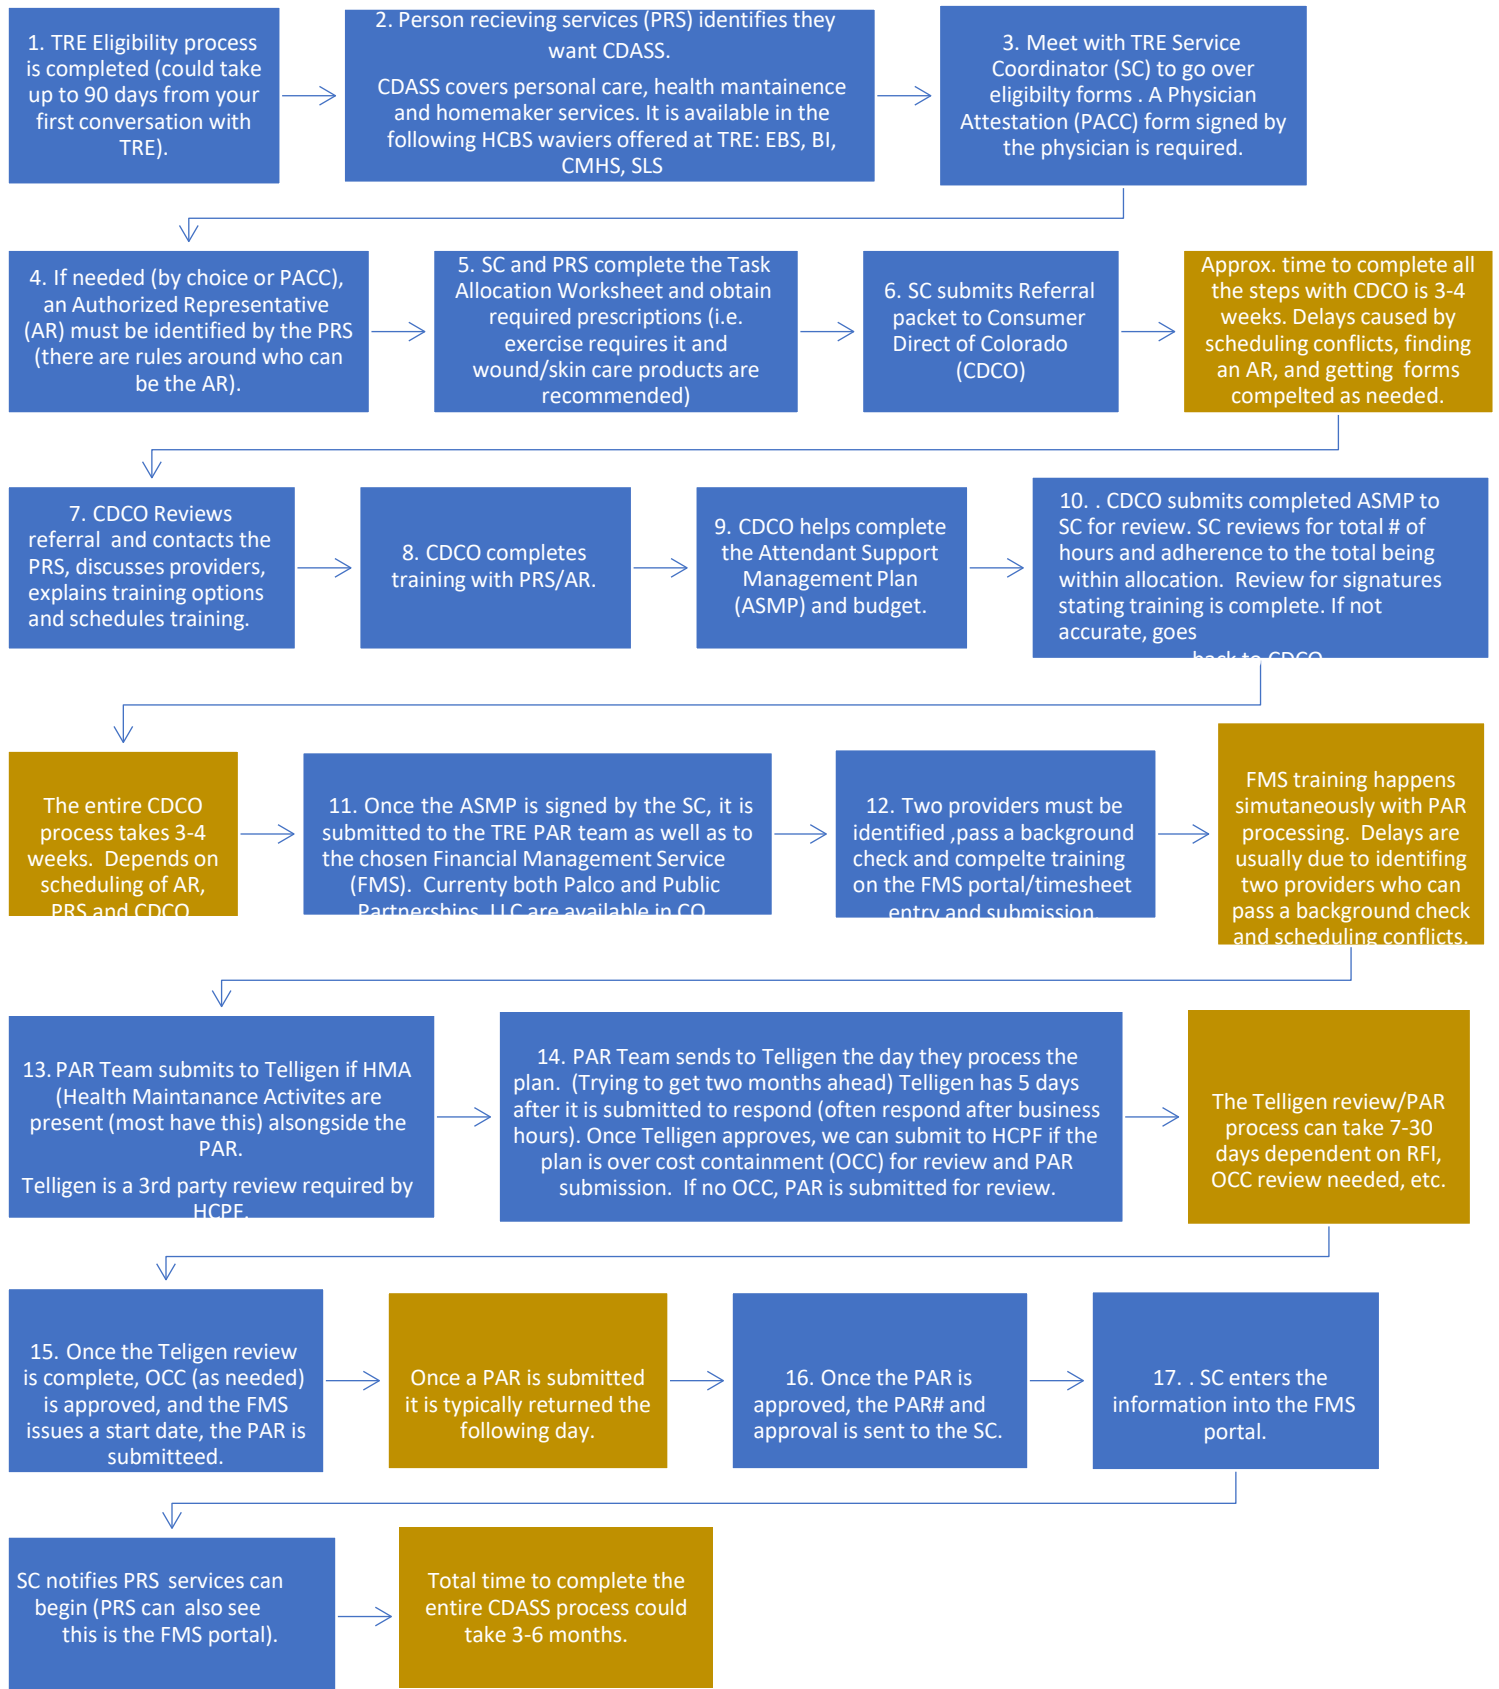 1. TRE Eligibility process
is completed (could take
up to 90 days from your
first conversation with
TRE).
2. Person recieving services (PRS) identifies they
want CDASS.
CDASS covers personal care, health mantainence
and homemaker services. It is available in the
following HCBS waviers offered at TRE: EBS, BI,
CMHS, SLS
3. Meet with TRE Service
Coordinator (SC) to go over
eligibilty forms . A Physician
Attestation (PACC) form signed by
the physician is required.
4. If needed (by choice or PACC),
an Authorized Representative
(AR) must be identified by the PRS
(there are rules around who can
be the AR).
5. SC and PRS complete the Task
Allocation Worksheet and obtain
required prescriptions (i.e.
exercise requires it and
wound/skin care products are
recommended)
6. SC submits Referral
packet to Consumer
Direct of Colorado
(CDCO)
Approx. time to complete all
the steps with CDCO is 3-4
weeks. Delays caused by
scheduling conflicts, finding
an AR, and getting forms
compelted as needed.
7. CDCO Reviews
referral and contacts the
PRS, discusses providers,
explains training options
and schedules training.
8. CDCO completes
training with PRS/AR.
9. CDCO helps complete
the Attendant Support
Management Plan
(ASMP) and budget.
10. . CDCO submits completed ASMP to
SC for review. SC reviews for total # of
hours and adherence to the total being
within allocation. Review for signatures
stating training is complete. If not
accurate, goes
back to CDCO
The entire CDCO
process takes 3-4
weeks. Depends on
scheduling of AR,
PRS and CDCO
11. Once the ASMP is signed by the SC, it is
submitted to the TRE PAR team as well as to
the chosen Financial Management Service
(FMS). Currenty both Palco and Public
Partnerships, LLC are available in CO
12. Two providers must be
identified ,pass a background
check and compelte training
on the FMS portal/timesheet
entry and submission.
FMS training happens
simutaneously with PAR
processing. Delays are
usually due to identifing
two providers who can
pass a background check
and scheduling conflicts.
13. PAR Team submits to Telligen if HMA
(Health Maintanance Activites are
present (most have this) alongside the
PAR.
Telligen is a 3rd party review required by
HCPF.
14. PAR Team sends to Telligen the day they process the
plan. (Trying to get two months ahead) Telligen has 5 days
after it is submitted to respond (often respond after business
hours). Once Telligen approves, we can submit to HCPF if the
plan is over cost containment (OCC) for review and PAR
submission. If no OCC, PAR is submitted for review.
The Telligen review/PAR
process can take 7-30
days dependent on RFI,
OCC review needed, etc.
15. Once the Teligen review
is complete, OCC (as needed)
is approved, and the FMS
issues a start date, the PAR is
submitteed.
Once a PAR is submitted
it is typically returned the
following day.
16. Once the PAR is
approved, the PAR# and
approval is sent to the SC.
17. . SC enters the
information into the FMS
portal.
SC notifies PRS services can
begin (PRS can also see
this is the FMS portal).
Total time to complete the
entire CDASS process could
take 3-6 months.